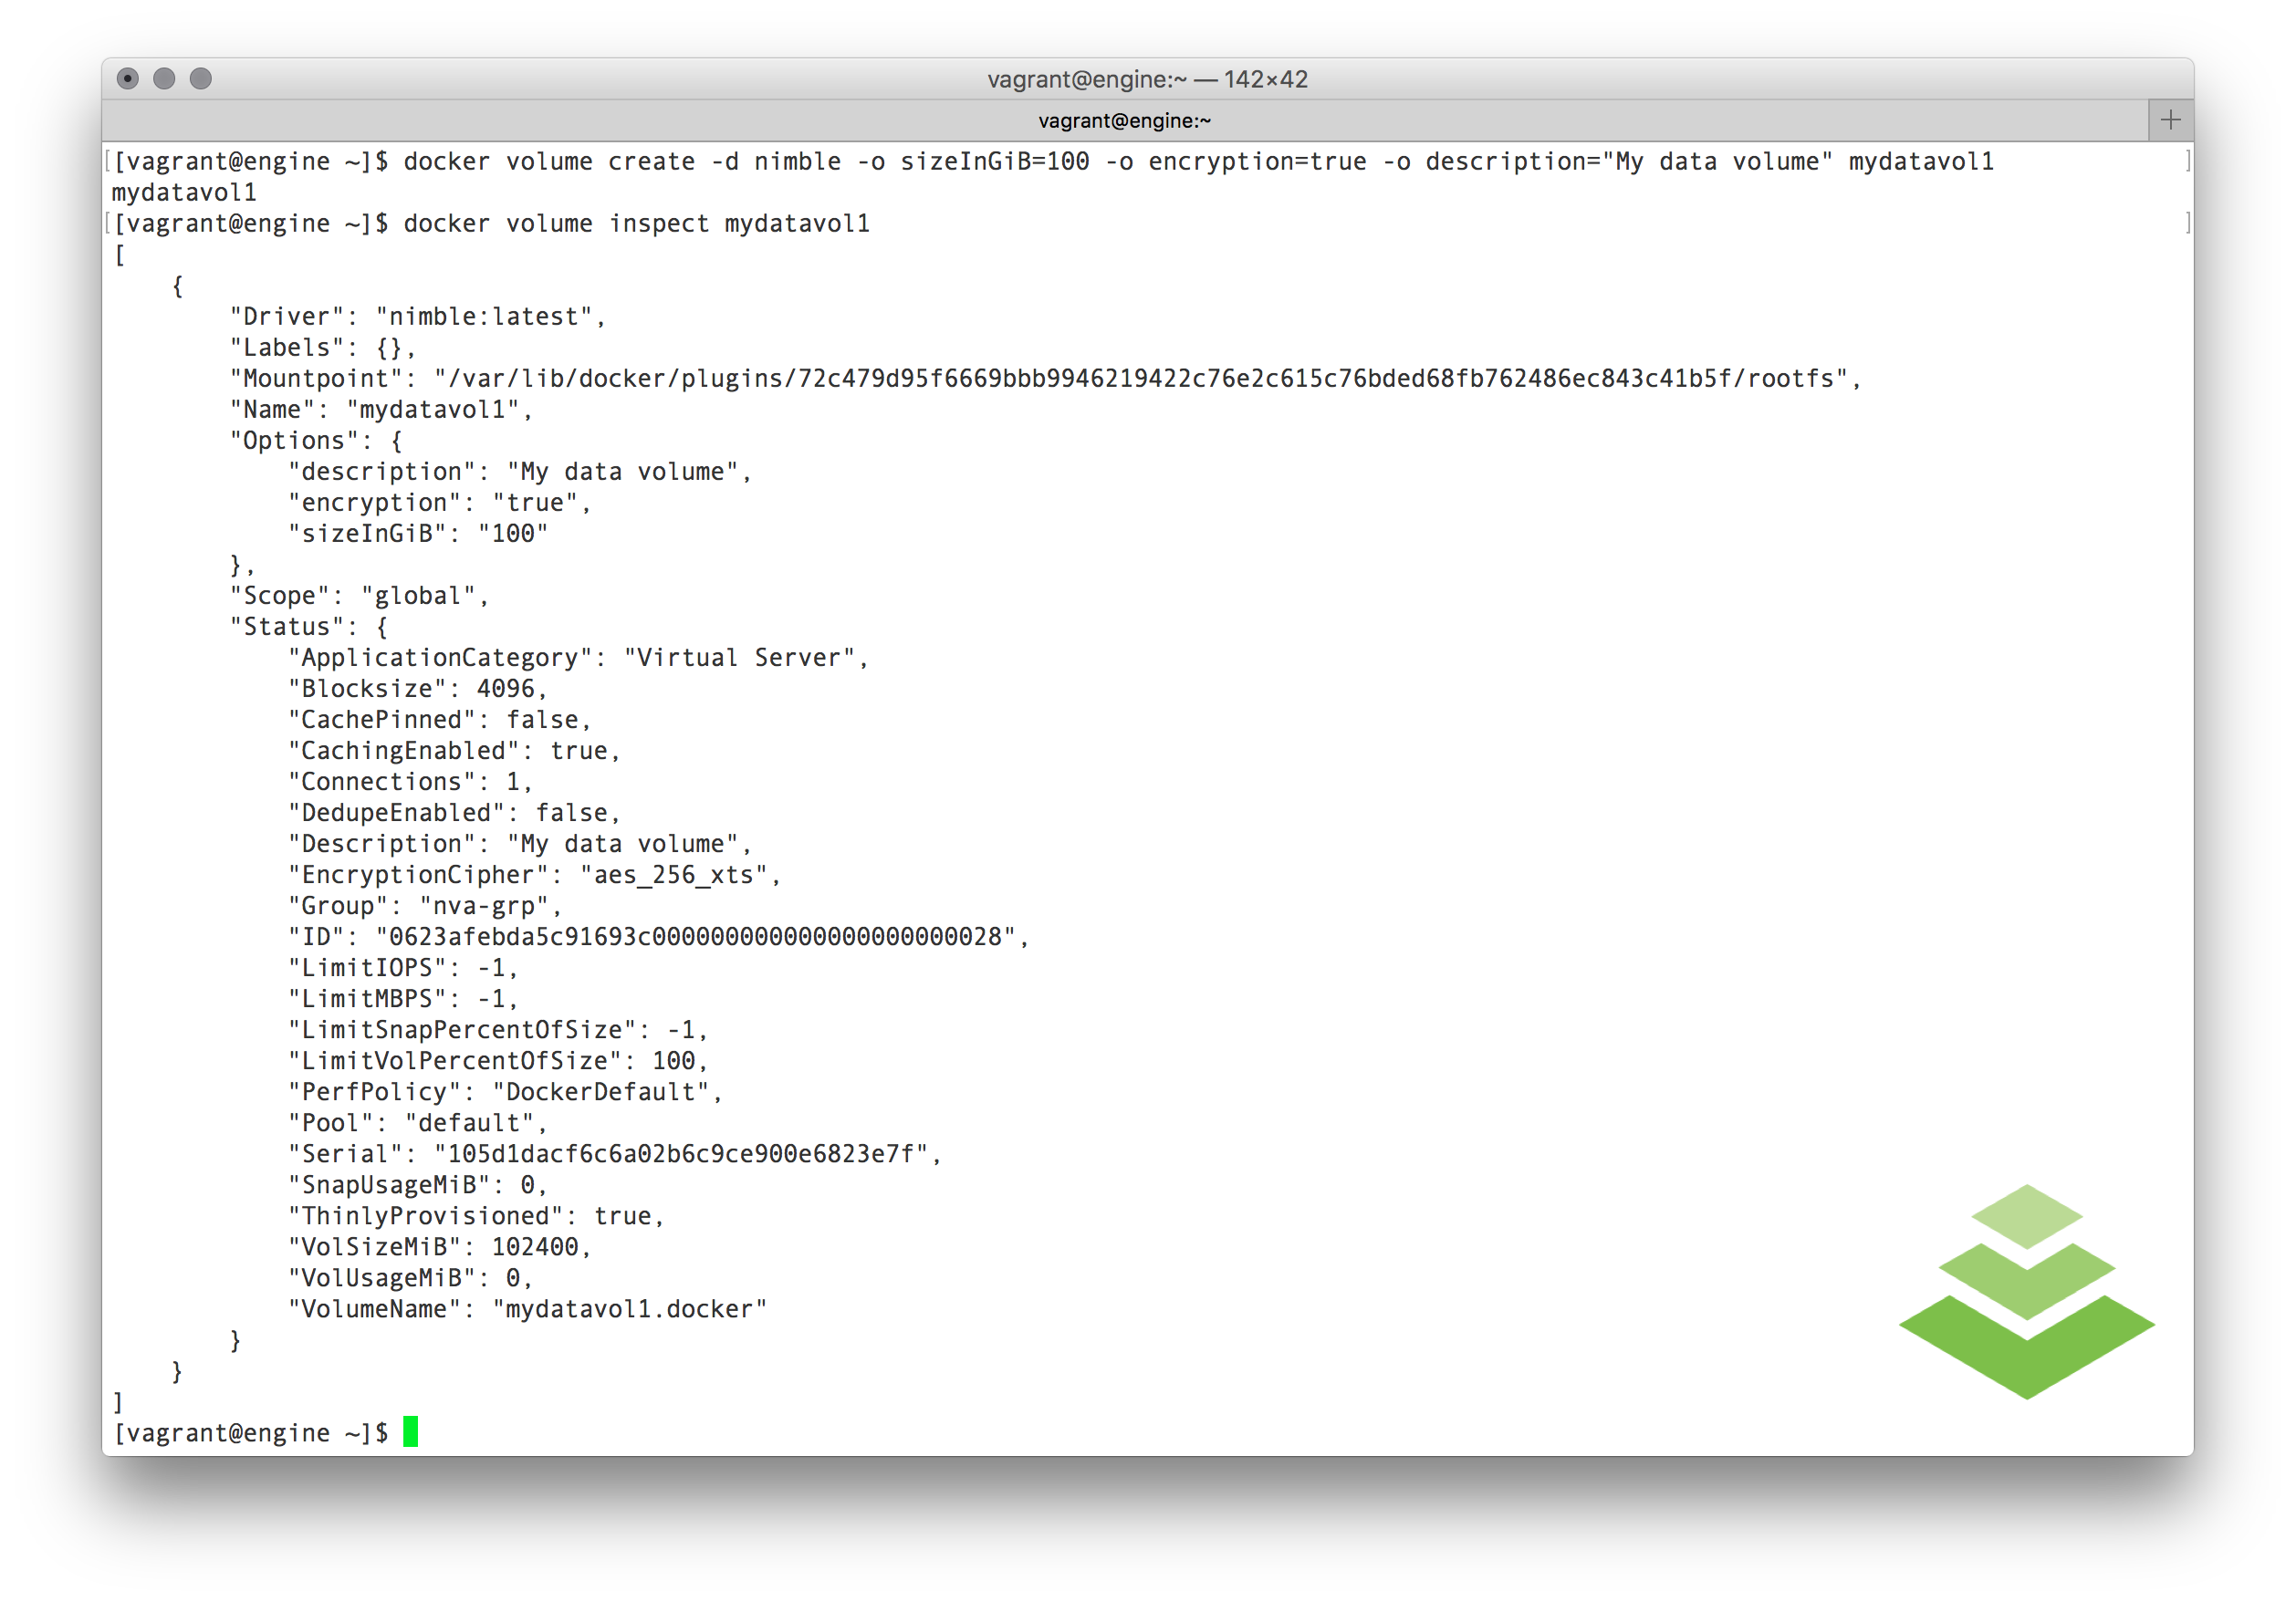 vagrant@engine:~ — 142×42
vagrant@engine:~
[[vagrant@engine ~]$ docker volume create -d nimble -o sizeInGiB=100 -o encryption=true -o description="My data volume" mydatavol1 ]
mydatavol1
[[vagrant@engine ~]$ docker volume inspect mydatavol1 ]
[
    {
        "Driver": "nimble:latest",
        "Labels": {},
        "Mountpoint": "/var/lib/docker/plugins/72c479d95f6669bbb9946219422c76e2c615c76bded68fb762486ec843c41b5f/rootfs",
        "Name": "mydatavol1",
        "Options": {
            "description": "My data volume",
            "encryption": "true",
            "sizeInGiB": "100"
        },
        "Scope": "global",
        "Status": {
            "ApplicationCategory": "Virtual Server",
            "Blocksize": 4096,
            "CachePinned": false,
            "CachingEnabled": true,
            "Connections": 1,
            "DedupeEnabled": false,
            "Description": "My data volume",
            "EncryptionCipher": "aes_256_xts",
            "Group": "nva-grp",
            "ID": "0623afebda5c91693c000000000000000000000028",
            "LimitIOPS": -1,
            "LimitMBPS": -1,
            "LimitSnapPercentOfSize": -1,
            "LimitVolPercentOfSize": 100,
            "PerfPolicy": "DockerDefault",
            "Pool": "default",
            "Serial": "105d1dacf6c6a02b6c9ce900e6823e7f",
            "SnapUsageMiB": 0,
            "ThinlyProvisioned": true,
            "VolSizeMiB": 102400,
            "VolUsageMiB": 0,
            "VolumeName": "mydatavol1.docker"
        }
    }
]
[vagrant@engine ~]$